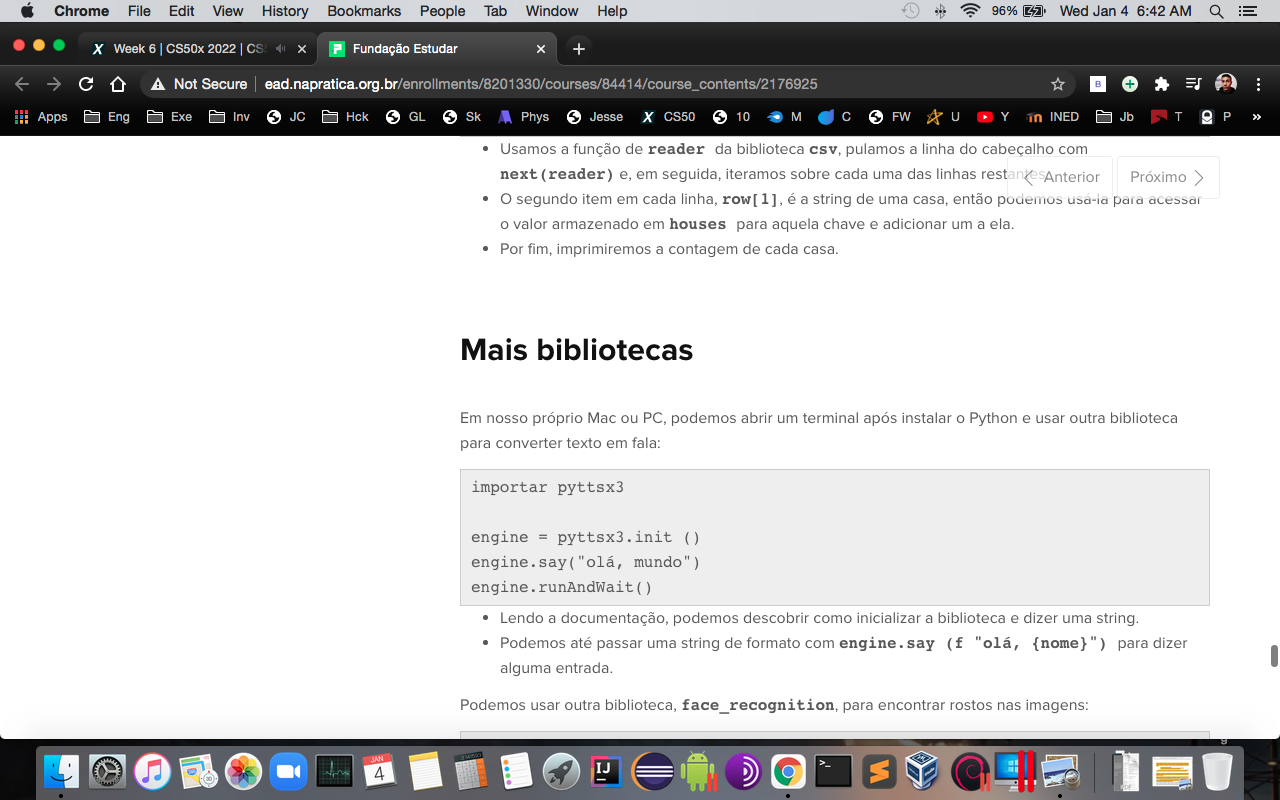 Chrome File Edit View History Bookmarks People Tab Window Help 96% Wed Jan 4 6:42 AM
Week 6 | CS50x 2022 | CS Fundação Estudar
Not Secure ead.napratica.org.br/enrollments/8201330/courses/84414/course_contents/2176925
Apps Eng Exe Inv JC Hck GL Sk Phys Jesse CS50 10 M C FW U Y INED Jb T P »
Usamos a função de reader da biblioteca csv, pulamos a linha do cabeçalho com
next(reader) e, em seguida, iteramos sobre cada uma das linhas restantes.
Anterior Próximo
O segundo item em cada linha, row[1], é a string de uma casa, então podemos usá-la para acessar
o valor armazenado em houses para aquela chave e adicionar um a ela.
Por fim, imprimiremos a contagem de cada casa.
Mais bibliotecas
Em nosso próprio Mac ou PC, podemos abrir um terminal após instalar o Python e usar outra biblioteca
para converter texto em fala:
importar pyttsx3
engine = pyttsx3.init ()
engine.say("olá, mundo")
engine.runAndWait()
Lendo a documentação, podemos descobrir como inicializar a biblioteca e dizer uma string.
Podemos até passar uma string de formato com engine.say (f "olá, {nome}") para dizer
alguma entrada.
Podemos usar outra biblioteca, face_recognition, para encontrar rostos nas imagens:
JAN
4